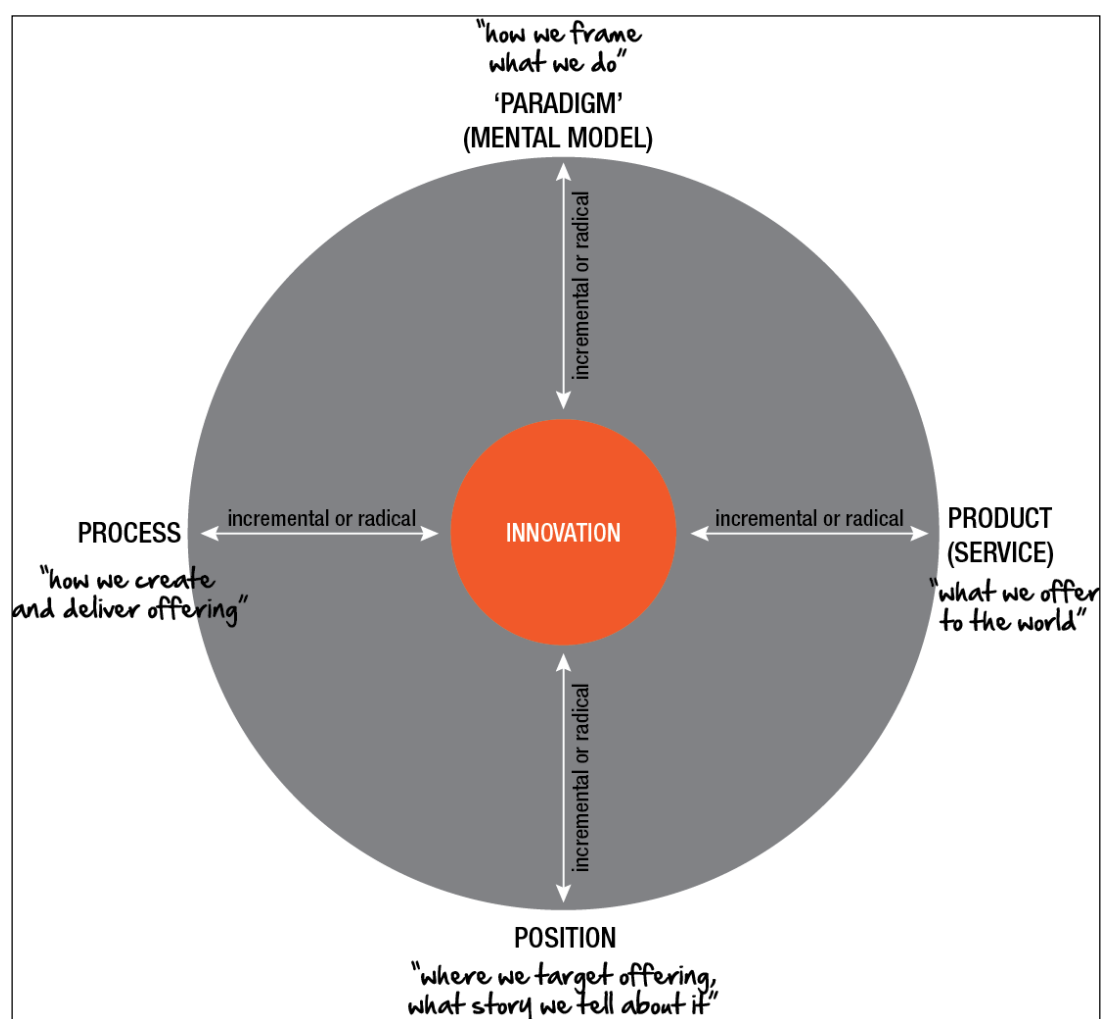 “how we frame
what we do”
‘PARADIGM’
(MENTAL MODEL)
incremental or radical
PROCESS
“how we create
and deliver offering”
incremental or radical
INNOVATION
incremental or radical
PRODUCT
(SERVICE)
“what we offer
to the world”
incremental or radical
POSITION
“where we target offering,
what story we tell about it”